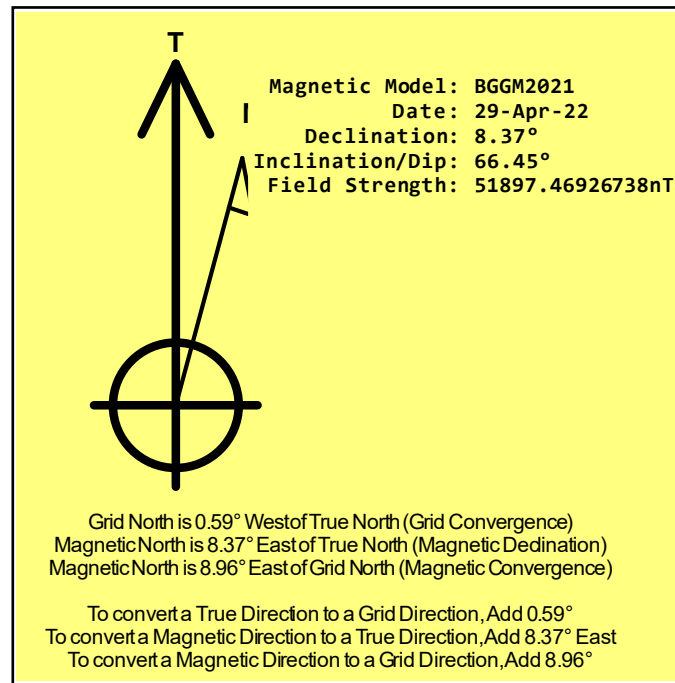 T
Magnetic Model: BGGM2021
Date: 29-Apr-22
Declination: 8.37°
Inclination/Dip: 66.45°
Field Strength: 51897.46926738nT
Grid North is 0.59° West of True North (Grid Convergence)
Magnetic North is 8.37° East of True North (Magnetic Declination)
Magnetic North is 8.96° East of Grid North (Magnetic Convergence)
To convert a True Direction to a Grid Direction, Add 0.59°
To convert a Magnetic Direction to a True Direction, Add 8.37° East
To convert a Magnetic Direction to a Grid Direction, Add 8.96°